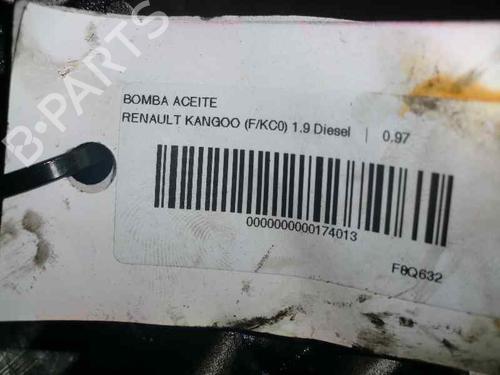 B-PARTS
BOMBA ACEITE
RENAULT KANGOO (F/KC0) 1.9 Diesel | 0.97
0000000000174013
F8Q632